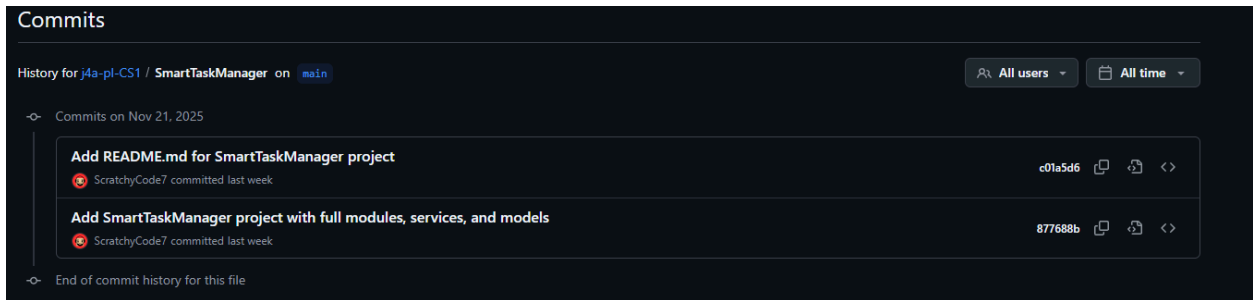 Commits
History for j4a-pl-CS1 / SmartTaskManager on main
All users
All time
Commits on Nov 21, 2025
Add README.md for SmartTaskManager project
c01a5d6
ScratchyCode7 committed last week
Add SmartTaskManager project with full modules, services, and models
877688b
ScratchyCode7 committed last week
End of commit history for this file